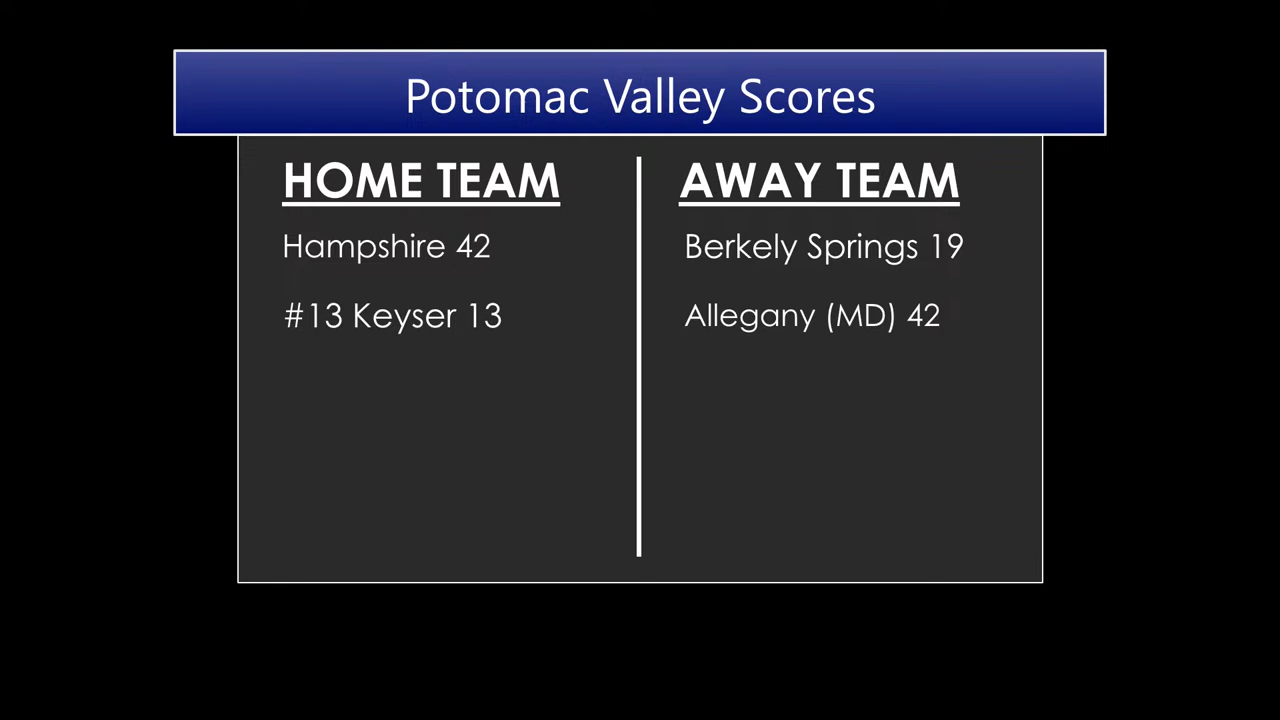 Potomac Valley Scores
HOME TEAM
Hampshire 42
#13 Keyser 13
AWAY TEAM
Berkely Springs 19
Allegany (MD) 42